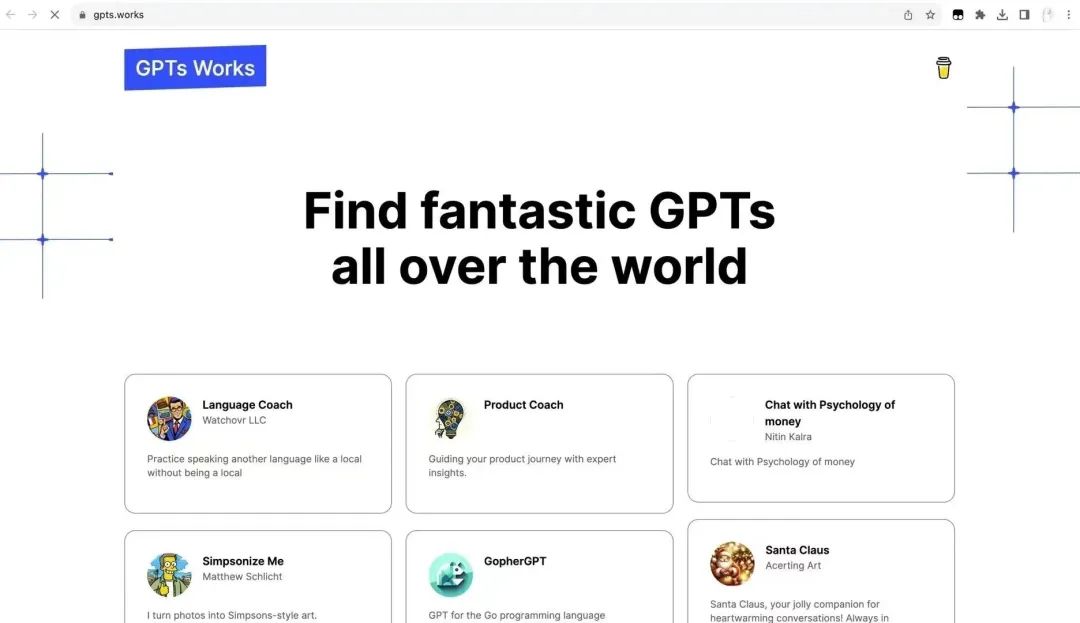 gpts.works
GPTs Works
Find fantastic GPTs
all over the world
Language Coach
Watchovr LLC
Practice speaking another language like a local
without being a local
Product Coach
Guiding your product journey with expert
insights.
Chat with Psychology of
money
Nitin Kalra
Chat with Psychology of money
Simpsonize Me
Matthew Schlicht
I turn photos into Simpsons-style art.
GopherGPT
GPT for the Go programming language
Santa Claus
Acerting Art
Santa Claus, your jolly companion for
heartwarming conversations! Always in